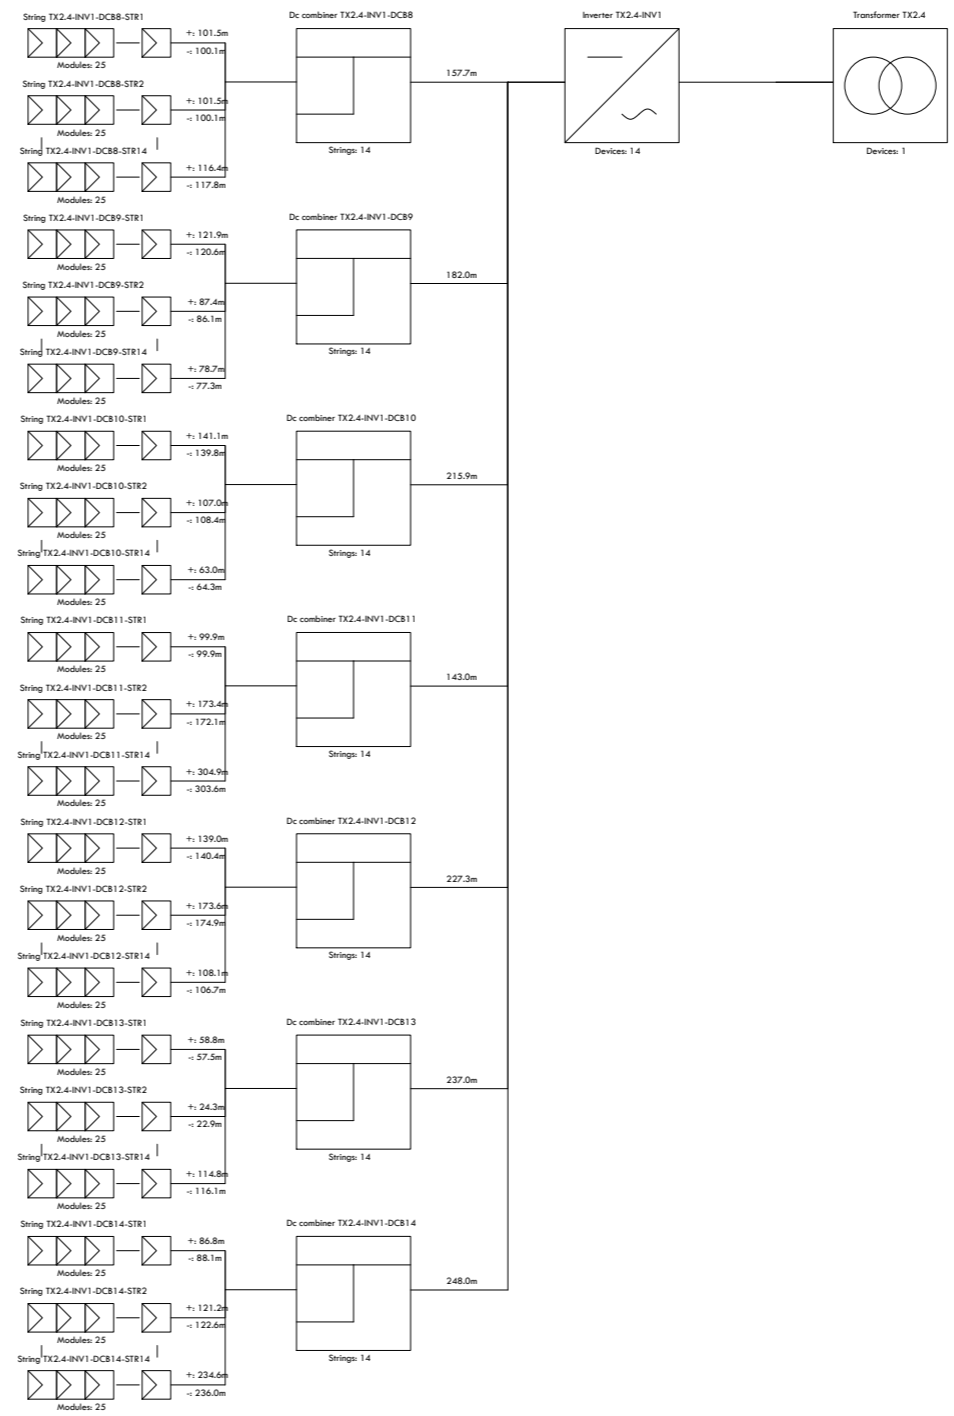 String TX2.4-INV1-DCB8-STR1
Dc combiner TX2.4-INV1-DCB8
Inverter TX2.4-INV1
Transformer TX2.4
+: 101.5m
-: 100.1m
Modules: 25
157.7m
String TX2.4-INV1-DCB8-STR2
+: 101.5m
-: 100.1m
Modules: 25
Strings: 14
Devices: 14
Devices: 1
String TX2.4-INV1-DCB8-STR14
+: 116.4m
-: 117.8m
Modules: 25
String TX2.4-INV1-DCB9-STR1
Dc combiner TX2.4-INV1-DCB9
+: 121.9m
-: 120.6m
Modules: 25
182.0m
String TX2.4-INV1-DCB9-STR2
+: 87.4m
-: 86.1m
Modules: 25
Strings: 14
String TX2.4-INV1-DCB9-STR14
+: 78.7m
-: 77.3m
Modules: 25
String TX2.4-INV1-DCB10-STR1
Dc combiner TX2.4-INV1-DCB10
+: 141.1m
-: 139.8m
Modules: 25
215.9m
String TX2.4-INV1-DCB10-STR2
+: 107.0m
-: 108.4m
Modules: 25
Strings: 14
String TX2.4-INV1-DCB10-STR14
+: 63.0m
-: 64.3m
Modules: 25
String TX2.4-INV1-DCB11-STR1
Dc combiner TX2.4-INV1-DCB11
+: 99.9m
-: 99.9m
Modules: 25
143.0m
String TX2.4-INV1-DCB11-STR2
+: 173.4m
-: 172.1m
Modules: 25
Strings: 14
String TX2.4-INV1-DCB11-STR14
+: 304.9m
-: 303.6m
Modules: 25
String TX2.4-INV1-DCB12-STR1
Dc combiner TX2.4-INV1-DCB12
+: 139.0m
-: 140.4m
Modules: 25
227.3m
String TX2.4-INV1-DCB12-STR2
+: 173.6m
-: 174.9m
Modules: 25
Strings: 14
String TX2.4-INV1-DCB12-STR14
+: 108.1m
-: 106.7m
Modules: 25
String TX2.4-INV1-DCB13-STR1
Dc combiner TX2.4-INV1-DCB13
+: 58.8m
-: 57.5m
Modules: 25
237.0m
String TX2.4-INV1-DCB13-STR2
+: 24.3m
-: 22.9m
Modules: 25
Strings: 14
String TX2.4-INV1-DCB13-STR14
+: 114.8m
-: 116.1m
Modules: 25
String TX2.4-INV1-DCB14-STR1
Dc combiner TX2.4-INV1-DCB14
+: 86.8m
-: 88.1m
Modules: 25
248.0m
String TX2.4-INV1-DCB14-STR2
+: 121.2m
-: 122.6m
Modules: 25
Strings: 14
String TX2.4-INV1-DCB14-STR14
+: 234.6m
-: 236.0m
Modules: 25